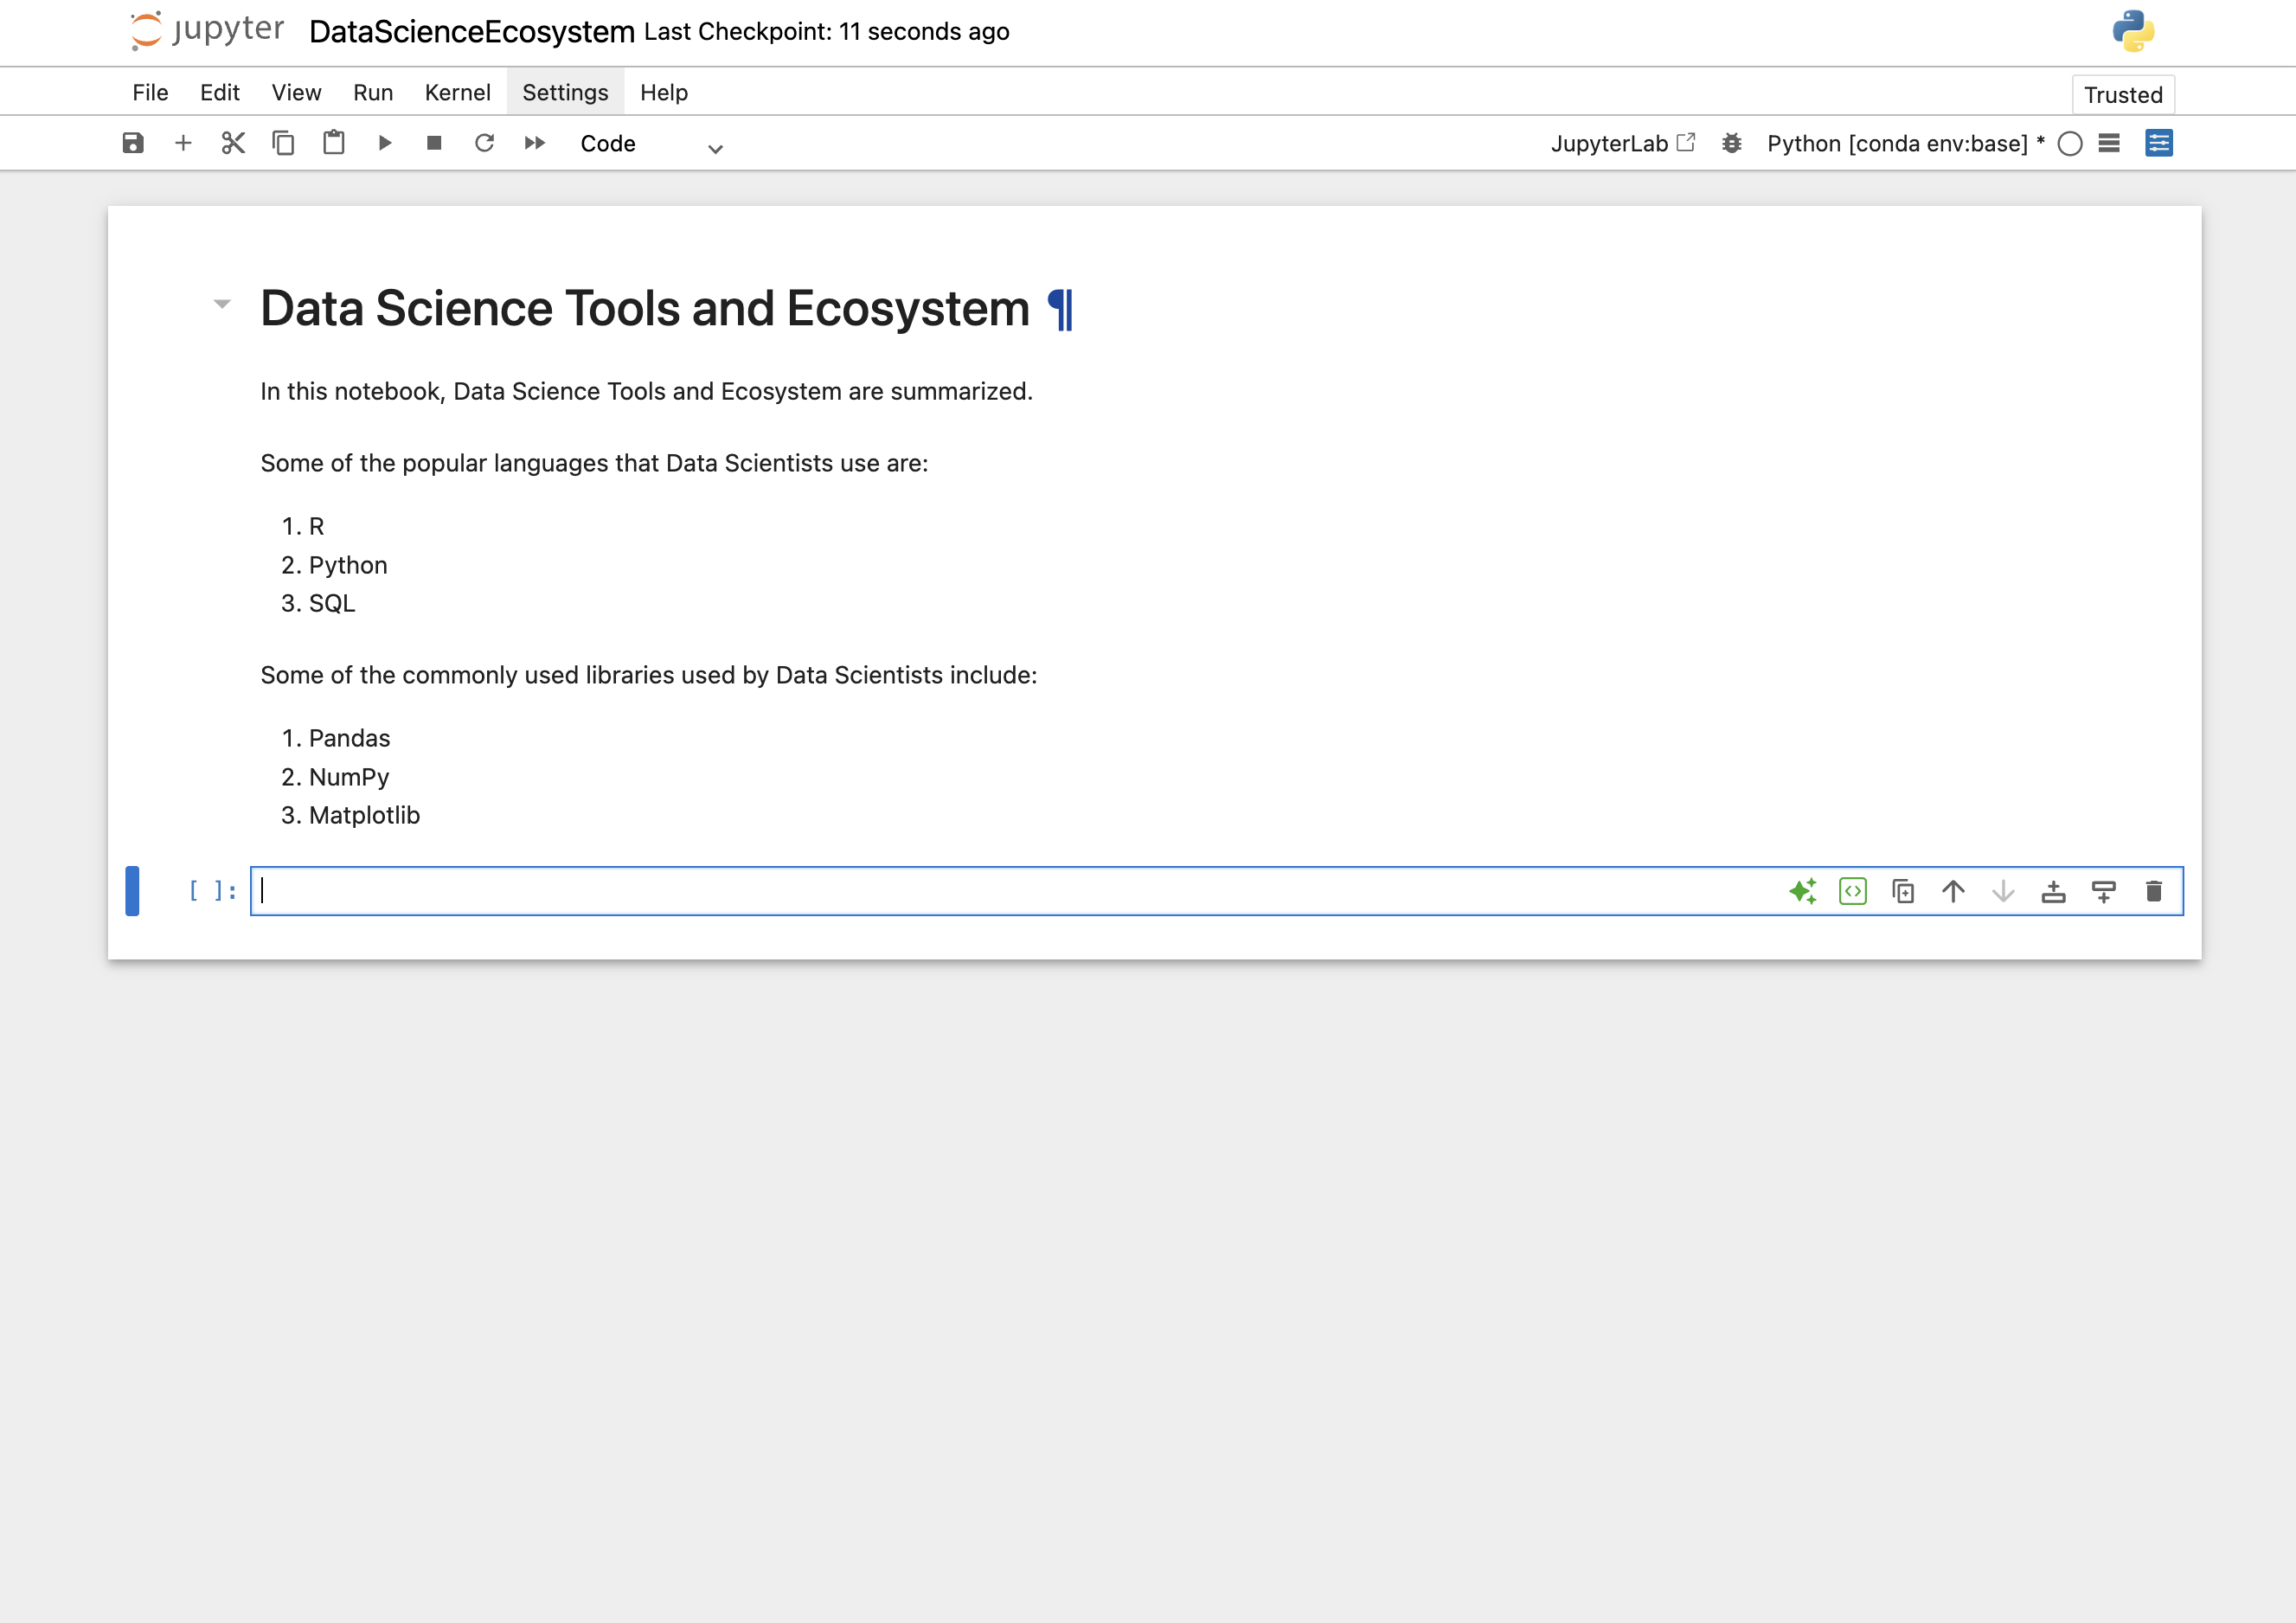 jupyter DataScienceEcosystem Last Checkpoint: 11 seconds ago
File Edit View Run Kernel Settings Help Trusted
Code JupyterLab Python [conda env:base] *
Data Science Tools and Ecosystem ¶
In this notebook, Data Science Tools and Ecosystem are summarized.
Some of the popular languages that Data Scientists use are:
1. R
2. Python
3. SQL
Some of the commonly used libraries used by Data Scientists include:
1. Pandas
2. NumPy
3. Matplotlib
[ ]: